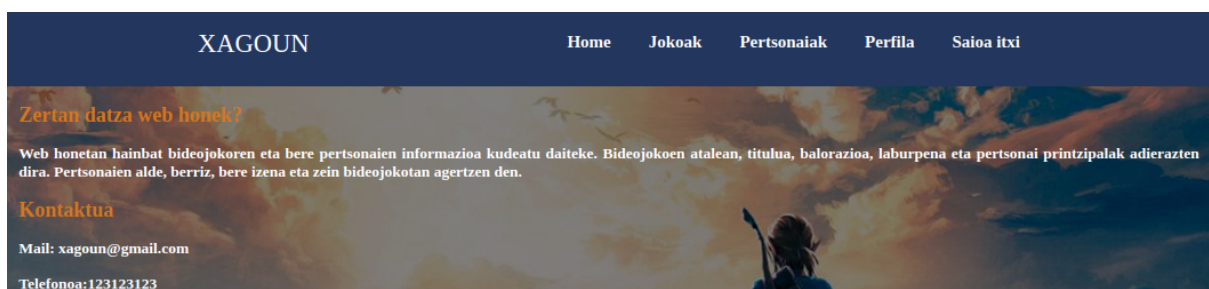 XAGOUN Home Jokoak Pertsonaiak Perfila Saioa itxi
Zertan datza web honek?
Web honetan hainbat bideojokoren eta bere pertsonaien informazioa kudeatu daiteke. Bideojokoen atalean, titulua, balorazioa, laburpena eta pertsonai printzipalak adierazten
dira. Pertsonaien alde, berriz, bere izena eta zein bideojokotan agertzen den.
Kontaktua
Mail: xagoun@gmail.com
Telefonoa:123123123